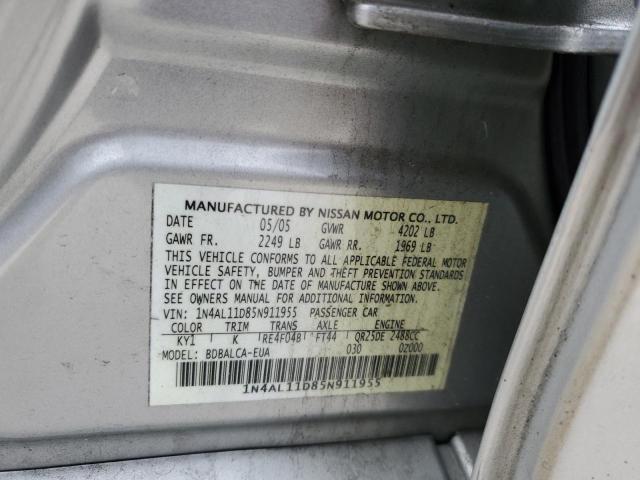 MANUFACTURED BY NISSAN MOTOR CO., LTD.
DATE 05/05 GVWR 4202 LB
GAWR FR. 2249 LB GAWR RR. 1969 LB
THIS VEHICLE CONFORMS TO ALL APPLICABLE FEDERAL MOTOR
VEHICLE SAFETY, BUMPER AND THEFT PREVENTION STANDARDS
IN EFFECT ON THE DATE OF MANUFACTURE SHOWN ABOVE.
SEE OWNERS MANUAL FOR ADDITIONAL INFORMATION.
VIN: 1N4AL11D85N911955 PASSENGER CAR
COLOR TRIM TRANS AXLE ENGINE
KY1 K RE4F04B FT44 QR25DE 2488CC
MODEL: BDBALCA-EUA 030 0Z000
1N4AL11D85N911955